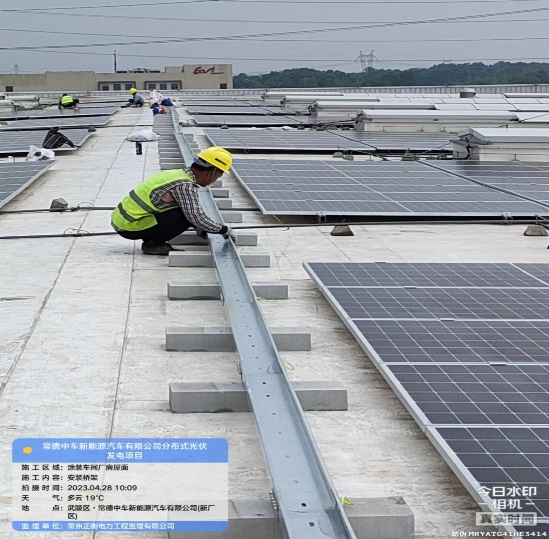 常德中车新能源汽车有限公司分布式光伏
发电项目
施工区域：涂装车间厂房屋面
施工内容：安装桥架
拍摄时间：2023.04.28 10:09
天　　气：多云 19℃
地　　点：武陵区·常德中车新能源汽车有限公司(新厂
区)
监理单位：常州正衡电力工程监理有限公司
今日水印
相机
真实时间
防伪 MRYATG41HE3034